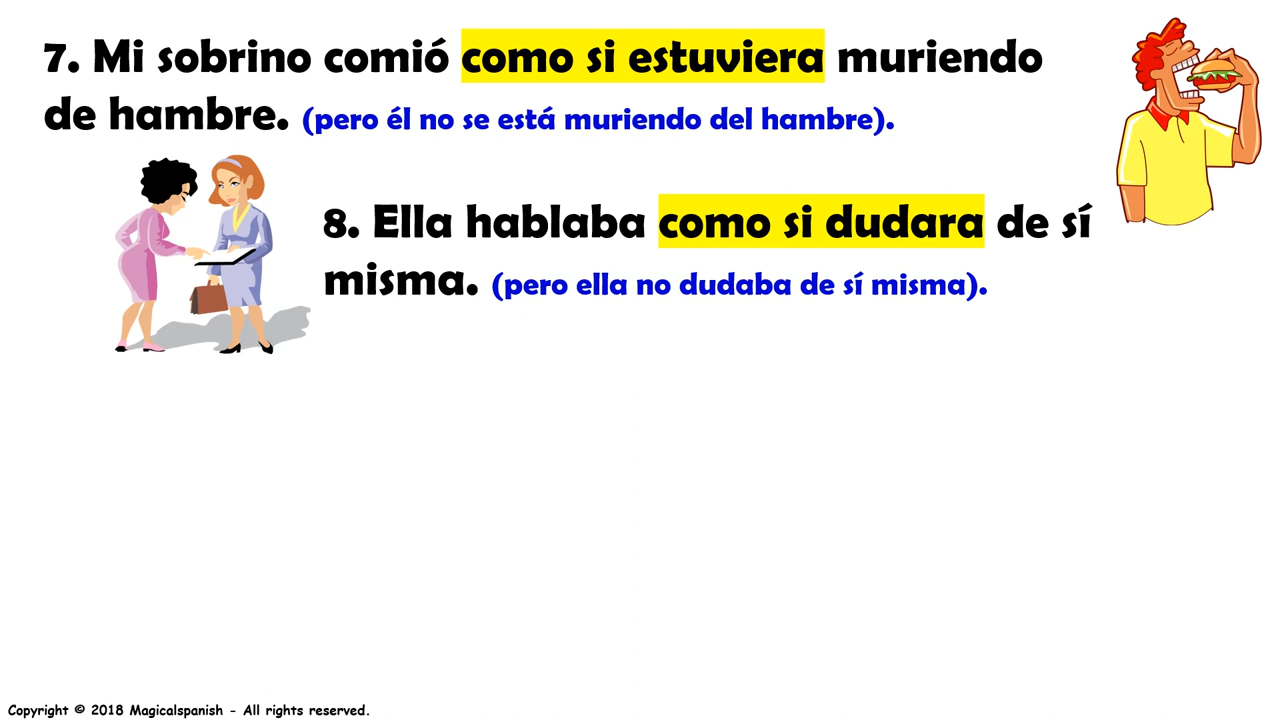 7. Mi sobrino comió como si estuviera muriendo
de hambre. (pero él no se está muriendo del hambre).
8. Ella hablaba como si dudara de sí
misma. (pero ella no dudaba de sí misma).
Copyright © 2018 Magicalspanish - All rights reserved.